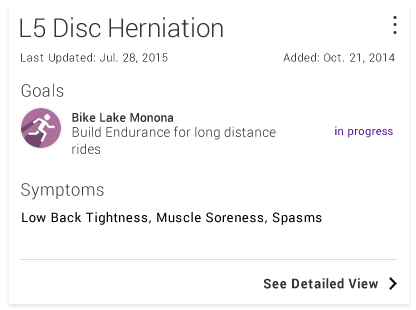 L5 Disc Herniation
Last Updated: Jul. 28, 2015 Added: Oct. 21, 2014
Goals
Bike Lake Monona
Build Endurance for long distance in progress
rides
Symptoms
Low Back Tightness, Muscle Soreness, Spasms
See Detailed View